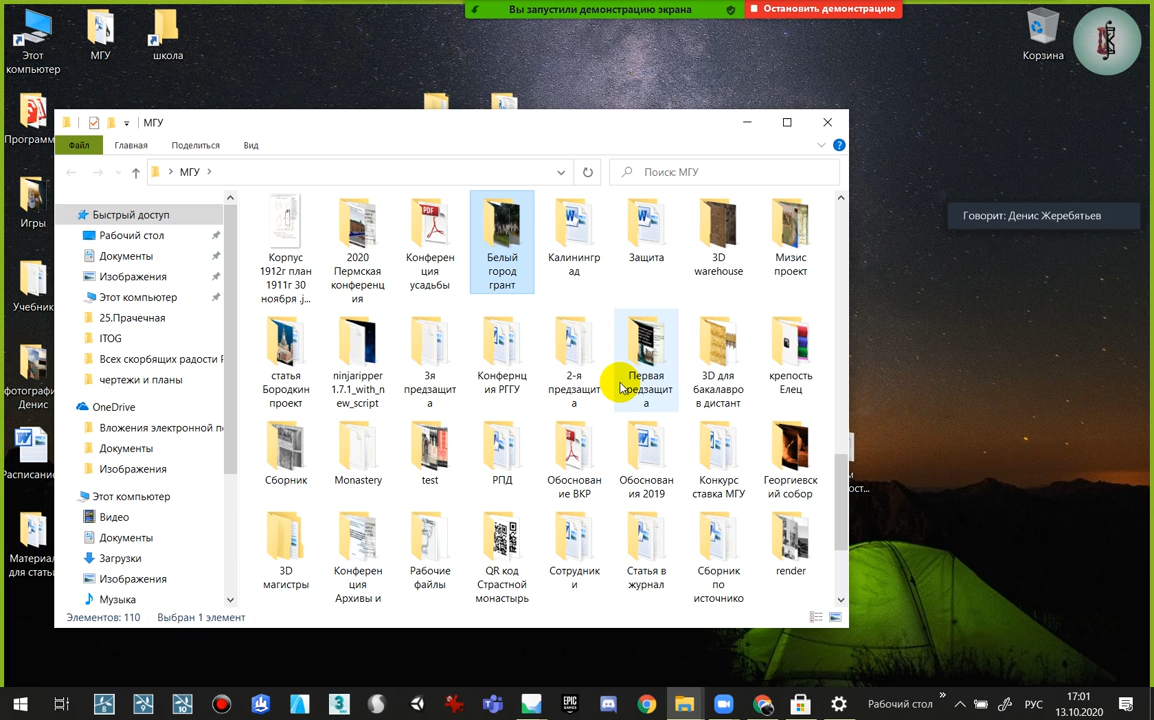 Вы запустили демонстрацию экрана
Остановить демонстрацию
Этот компьютер
МГУ
школа
Корзина
Програм
Игры
Учебник
фотограф
Денис
Расписание
Материал
для стать
МГУ
Файл
Главная
Поделиться
Вид
МГУ
Поиск: МГУ
Говорит: Денис Жеребятьев
Быстрый доступ
Рабочий стол
Документы
Изображения
Этот компьютер
25.Прачечная
ITOG
Всех скорбящих радости
чертежи и планы
OneDrive
Вложения электронной
Документы
Изображения
Этот компьютер
Видео
Документы
Загрузки
Изображения
Музыка
Корпус 1912г план 1911г 30 ноября .j...
2020 Пермская конференция
Конференция усадьбы
Белый город грант
Калининград
Защита
3D warehouse
Мизис проект
статья Бородкин проект
ninjaripper 1.7.1_with_new_script
3я предзащита
Конфернция РГГУ
2-я предзащита
Первая предзащита
3D для бакалавров дистант
крепость Елец
Сборник
Monastery
test
РПД
Обоснование ВКР
Обоснования 2019
Конкурс ставка МГУ
Георгиевский собор
3D магистры
Конференция Архивы и
Рабочие файлы
QR код Страстной монастырь
Сотрудники
Статья в журнал
Сборник по источнико
render
Элементов: 110
Выбран 1 элемент
Рабочий стол
РУС
17:01
13.10.2020